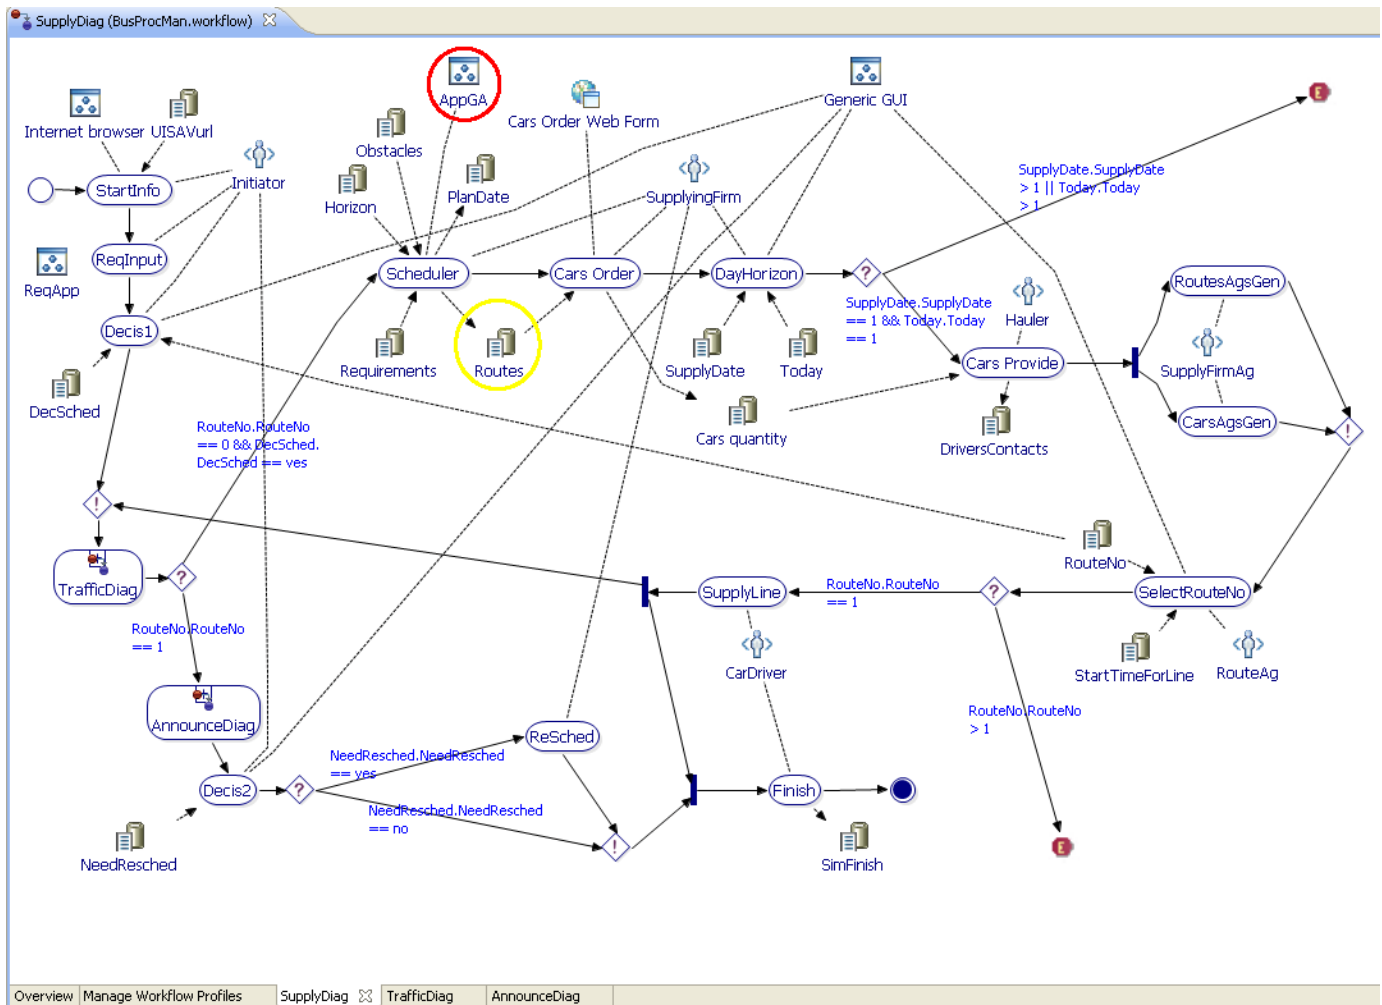 SupplyDiag (BusProcMan.workflow)
AppGA
Generic GUI
E
Internet browser
UISAVurl
Cars Order Web Form
Obstacles
Initiator
StartInfo
Horizon
PlanDate
SupplyingFirm
SupplyDate.SupplyDate
> 1 || Today.Today
> 1
ReqInput
ReqApp
Scheduler
Cars Order
DayHorizon
?
RoutesAgsGen
SupplyDate.SupplyDate
== 1 && Today.Today
== 1
Hauler
Decis1
Requirements
Routes
SupplyDate
Today
Cars Provide
SupplyFirmAg
DecSched
Cars quantity
DriversContacts
CarsAgsGen
!
RouteNo.RouteNo
== 0 && DecSched.
DecSched == yes
!
RouteNo
TrafficDiag
?
SupplyLine
RouteNo.RouteNo
== 1
?
SelectRouteNo
RouteNo.RouteNo
== 1
CarDriver
StartTimeForLine
RouteAg
AnnounceDiag
ReSched
RouteNo.RouteNo
> 1
NeedResched.NeedResched
== yes
Decis2
?
Finish
NeedResched.NeedResched
== no
!
E
NeedResched
SimFinish
Overview
Manage Workflow Profiles
SupplyDiag
TrafficDiag
AnnounceDiag